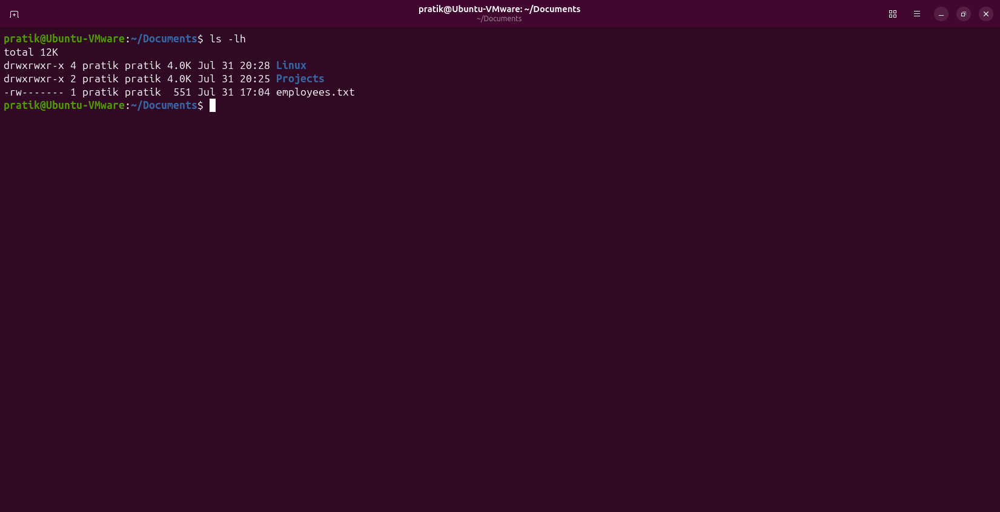 pratik@Ubuntu-VMware: ~/Documents
~/Documents
pratik@Ubuntu-VMware:~/Documents$ ls -lh
total 12K
drwxrwxr-x 4 pratik pratik 4.0K Jul 31 20:28 Linux
drwxrwxr-x 2 pratik pratik 4.0K Jul 31 20:25 Projects
-rw------- 1 pratik pratik  551 Jul 31 17:04 employees.txt
pratik@Ubuntu-VMware:~/Documents$